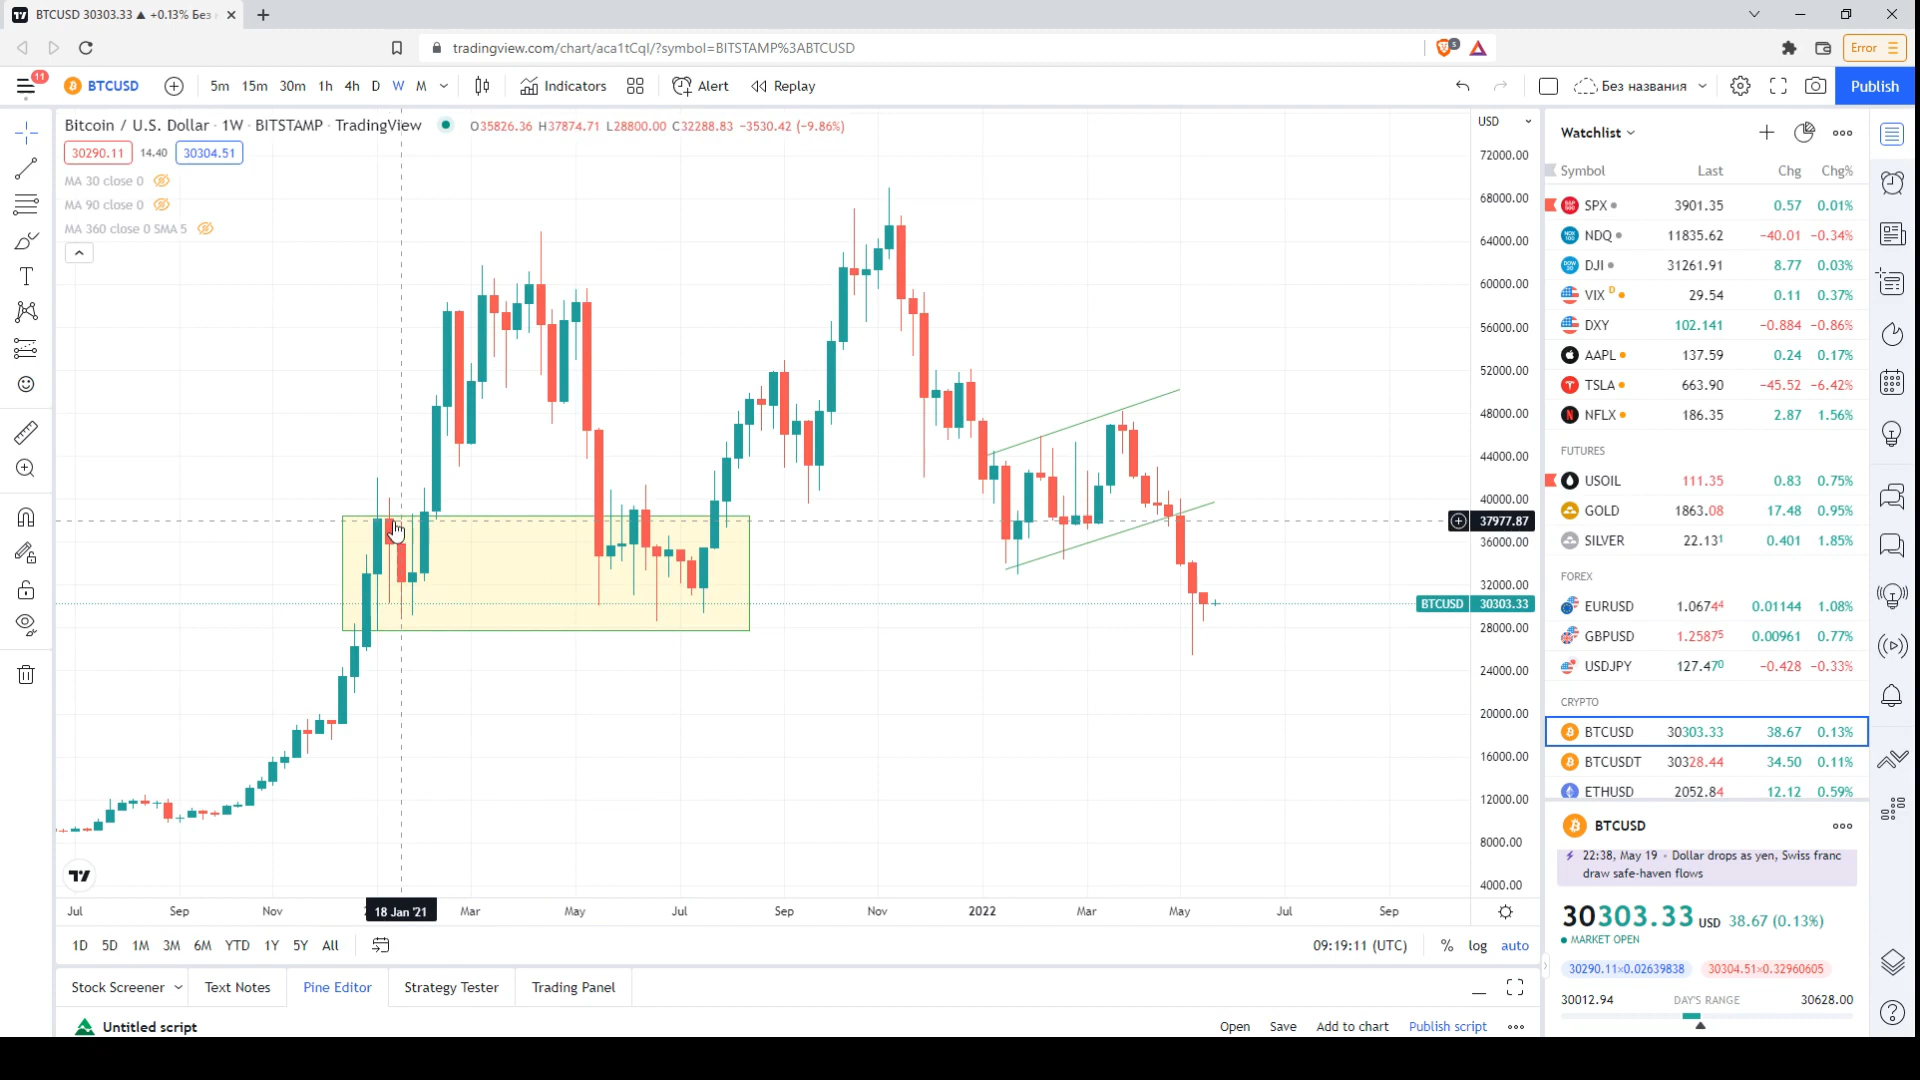 BTCUSD 30303.33 ▲ +0.13% Без
tradingview.com/chart/aca1tCql/?symbol=BITSTAMP%3ABTCUSD
5
Error
11
BTCUSD
5m 15m 30m 1h 4h D W M
Indicators
Alert
Replay
Без названия
Publish
Bitcoin / U.S. Dollar · 1W · BITSTAMP · TradingView
O35826.36 H37874.71 L28800.00 C32288.83 −3530.42 (−9.86%)
30290.11 14.40 30304.51
MA 30 close 0
MA 90 close 0
MA 360 close 0 SMA 5
USD
72000.00
68000.00
64000.00
60000.00
56000.00
52000.00
48000.00
44000.00
40000.00
37977.87
36000.00
32000.00
BTCUSD 30303.33
28000.00
24000.00
20000.00
16000.00
12000.00
8000.00
4000.00
Jul Sep Nov 18 Jan '21 Mar May Jul Sep Nov 2022 Mar May Jul Sep
1D 5D 1M 3M 6M YTD 1Y 5Y All
09:19:11 (UTC) % log auto
Stock Screener Text Notes Pine Editor Strategy Tester Trading Panel
Untitled script
Open Save Add to chart Publish script
Watchlist
Symbol Last Chg Chg%
SPX 3901.35 0.57 0.01%
NDQ 11835.62 −40.01 −0.34%
DJI 31261.91 8.77 0.03%
VIX D 29.54 0.11 0.37%
DXY 102.141 −0.884 −0.86%
AAPL 137.59 0.24 0.17%
TSLA 663.90 −45.52 −6.42%
NFLX 186.35 2.87 1.56%
FUTURES
USOIL 111.35 0.83 0.75%
GOLD 1863.08 17.48 0.95%
SILVER 22.131 0.401 1.85%
FOREX
EURUSD 1.06744 0.01144 1.08%
GBPUSD 1.25875 0.00961 0.77%
USDJPY 127.470 −0.428 −0.33%
CRYPTO
BTCUSD 30303.33 38.67 0.13%
BTCUSDT 30328.44 34.50 0.11%
ETHUSD 2052.84 12.12 0.59%
BTCUSD
22:38, May 19 · Dollar drops as yen, Swiss franc
draw safe-haven flows
30303.33 USD 38.67 (0.13%)
MARKET OPEN
30290.11×0.02639838 30304.51×0.32960605
30012.94 DAY'S RANGE 30628.00